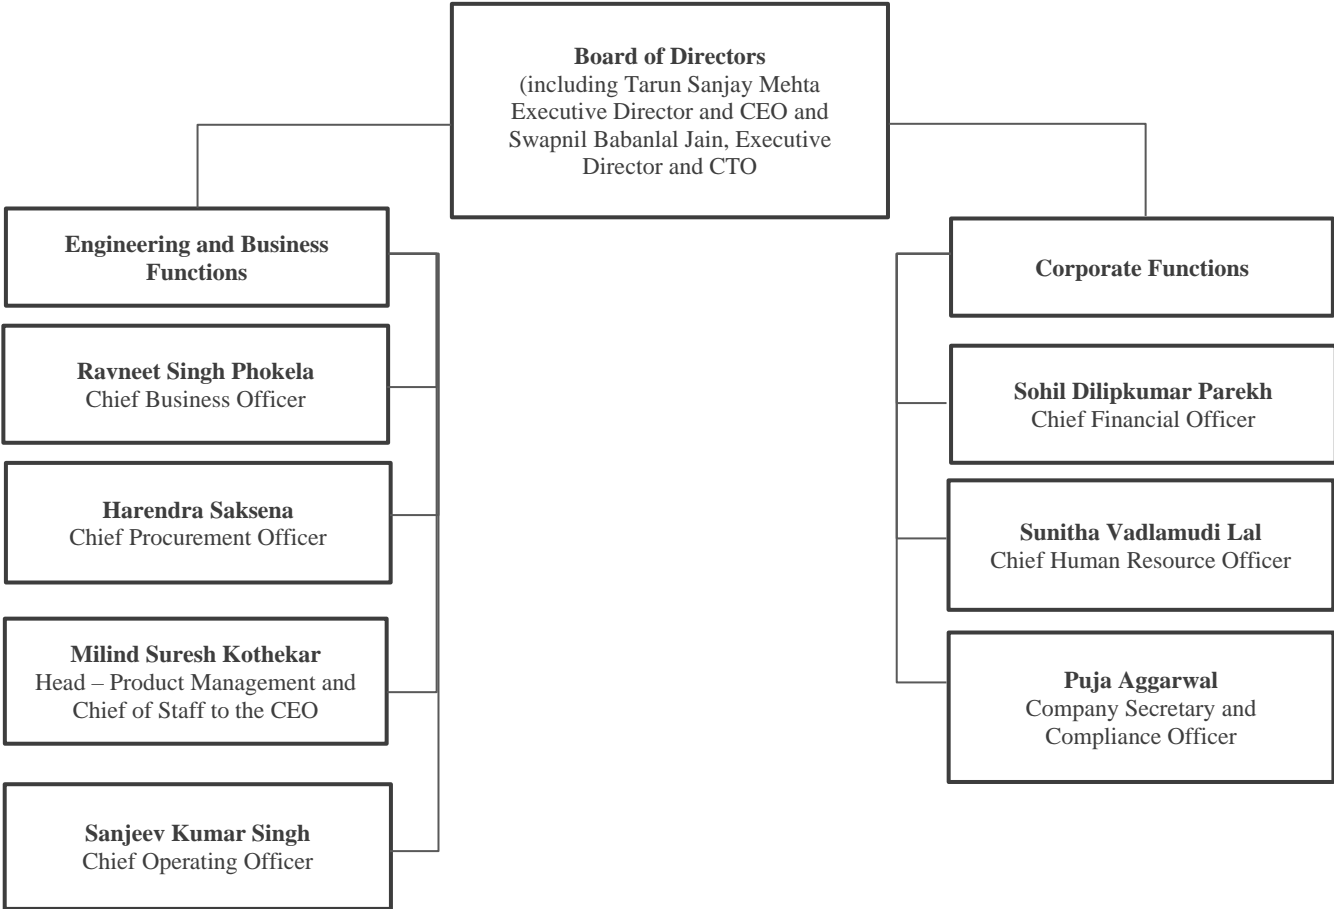 Board of Directors
(including Tarun Sanjay Mehta
Executive Director and CEO and
Swapnil Babanlal Jain, Executive
Director and CTO
Engineering and Business
Functions
Ravneet Singh Phokela
Chief Business Officer
Harendra Saksena
Chief Procurement Officer
Milind Suresh Kothekar
Head – Product Management and
Chief of Staff to the CEO
Sanjeev Kumar Singh
Chief Operating Officer
Corporate Functions
Sohil Dilipkumar Parekh
Chief Financial Officer
Sunitha Vadlamudi Lal
Chief Human Resource Officer
Puja Aggarwal
Company Secretary and
Compliance Officer